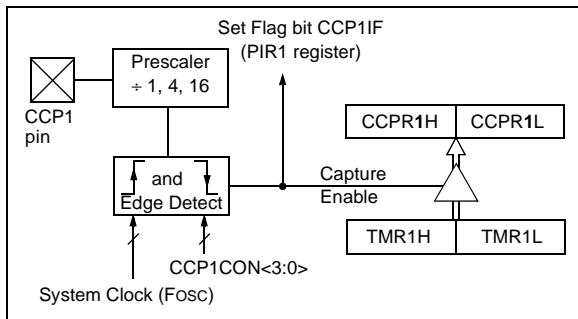 Set Flag bit CCP1IF
(PIR1 register)
Prescaler
÷ 1, 4, 16
CCP1
pin
CCPR1H
CCPR1L
and
Edge Detect
Capture
Enable
TMR1H
TMR1L
CCP1CON<3:0>
System Clock (FOSC)